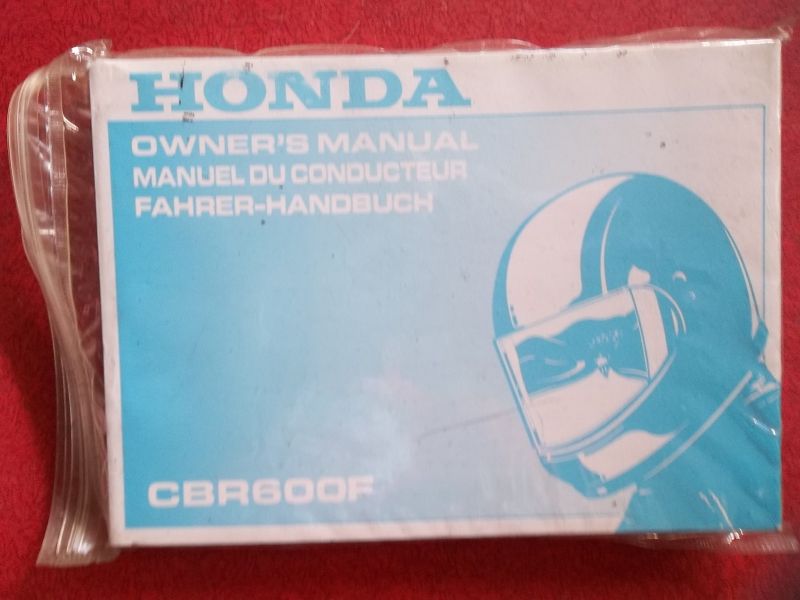 HONDA
OWNER'S MANUAL
MANUEL DU CONDUCTEUR
FAHRER-HANDBUCH
CBR600F